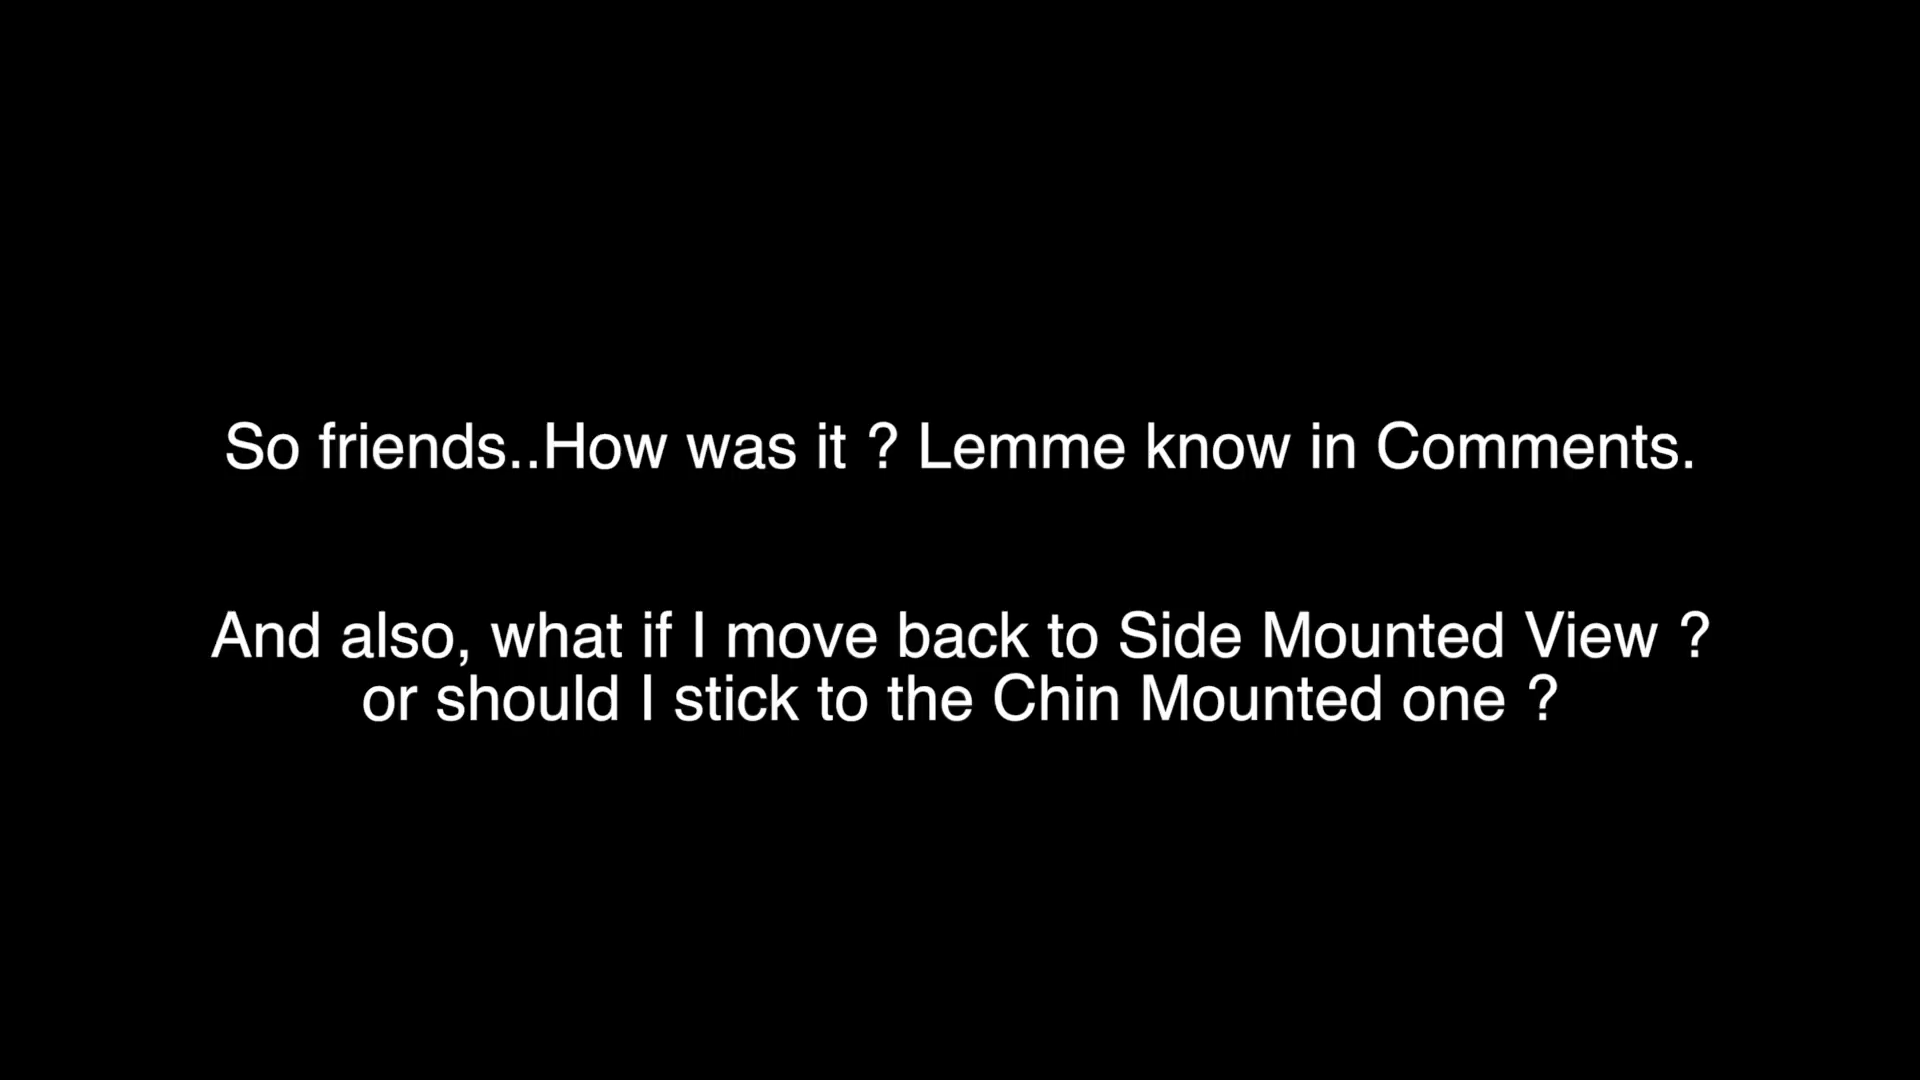 So friends..How was it ? Lemme know in Comments.
And also, what if I move back to Side Mounted View ?
or should I stick to the Chin Mounted one ?